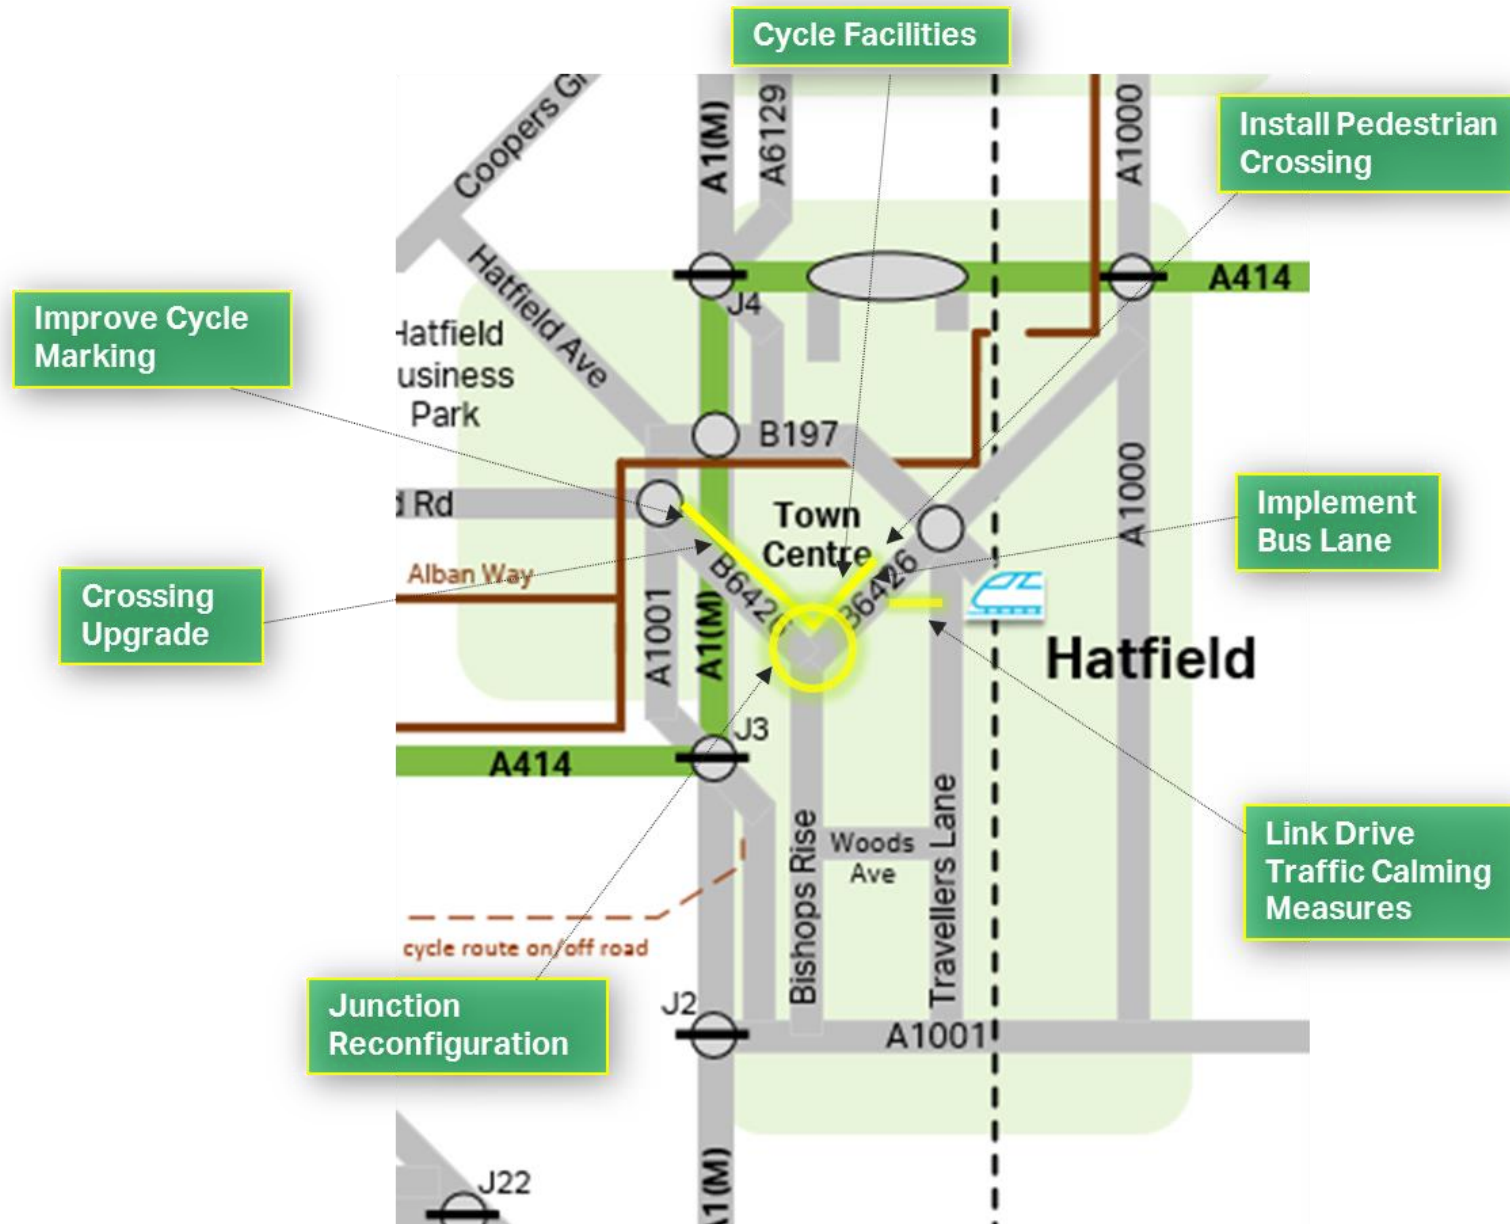 Cycle Facilities
Install Pedestrian
Crossing
Coopers
A1(M)
A6129
A1000
Hatfield Ave
A414
J4
Improve Cycle
Marking
Hatfield
usiness
Park
B197
d Rd
Town
Centre
A1000
Implement
Bus Lane
Alban Way
Crossing
Upgrade
B6426
B6426
A1001
A1(M)
Hatfield
J3
A414
Link Drive
Traffic Calming
Measures
Woods
Ave
Bishops Rise
Travellers Lane
cycle route on/off road
Junction
Reconfiguration
J2
A1001
A1(M)
J22